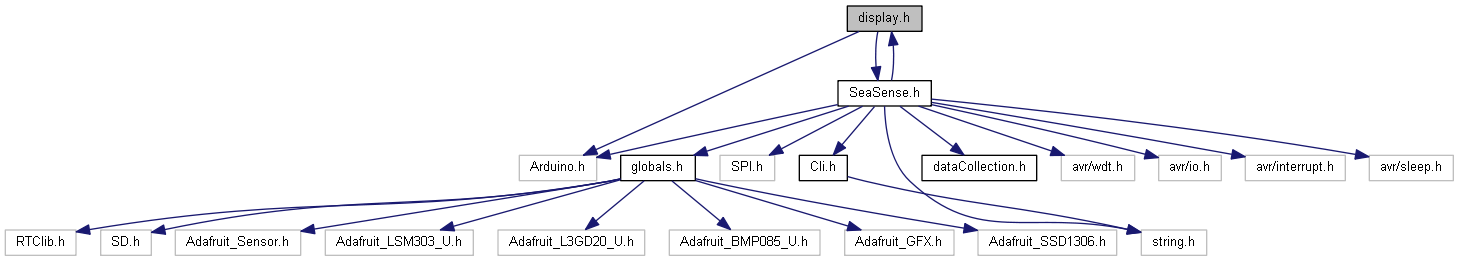 display.h
SeaSense.h
Arduino.h
globals.h
SPI.h
Cli.h
dataCollection.h
avr/wdt.h
avr/io.h
avr/interrupt.h
avr/sleep.h
RTClib.h
SD.h
Adafruit_Sensor.h
Adafruit_LSM303_U.h
Adafruit_L3GD20_U.h
Adafruit_BMP085_U.h
Adafruit_GFX.h
Adafruit_SSD1306.h
string.h